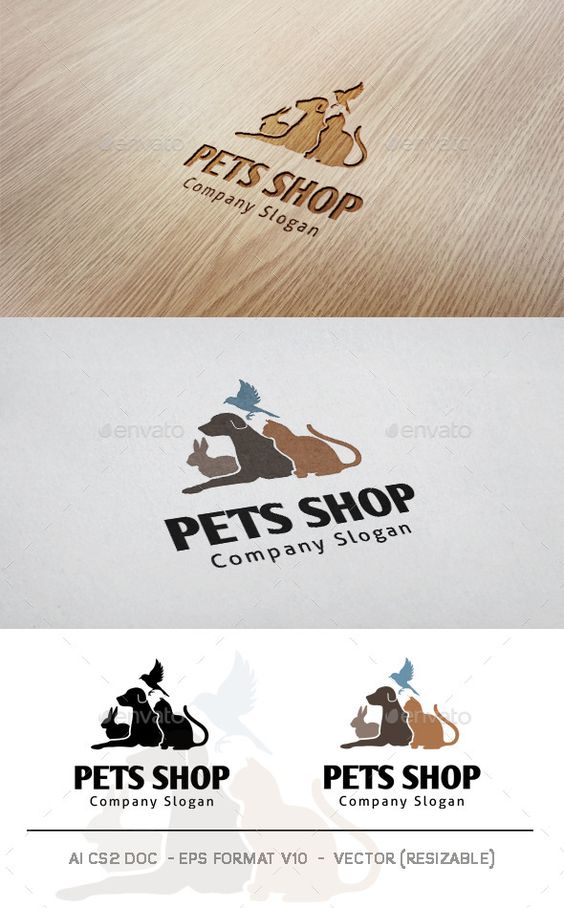 PETS SHOP
Company Slogan
envato
envato
PETS SHOP
Company Slogan
envato
envato
envato
envato
PETS SHOP
Company Slogan
PETS SHOP
Company Slogan
AI CS2 DOC - EPS FORMAT V10 - VECTOR (RESIZABLE)